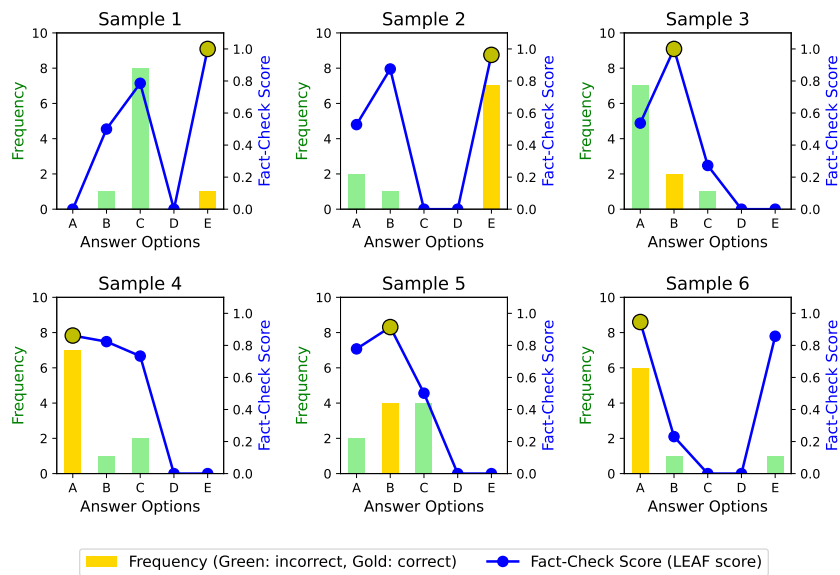 Sample 1
Sample 2
Sample 3
10
8
6
4
2
0
Frequency
1.0
0.8
0.6
0.4
0.2
0.0
Fact-Check Score
A B C D E
Answer Options
10
8
6
4
2
0
Frequency
1.0
0.8
0.6
0.4
0.2
0.0
Fact-Check Score
A B C D E
Answer Options
10
8
6
4
2
0
Frequency
1.0
0.8
0.6
0.4
0.2
0.0
Fact-Check Score
A B C D E
Answer Options
Sample 4
Sample 5
Sample 6
10
8
6
4
2
0
Frequency
1.0
0.8
0.6
0.4
0.2
0.0
Fact-Check Score
A B C D E
Answer Options
10
8
6
4
2
0
Frequency
1.0
0.8
0.6
0.4
0.2
0.0
Fact-Check Score
A B C D E
Answer Options
10
8
6
4
2
0
Frequency
1.0
0.8
0.6
0.4
0.2
0.0
Fact-Check Score
A B C D E
Answer Options
Frequency (Green: incorrect, Gold: correct)
Fact-Check Score (LEAF score)